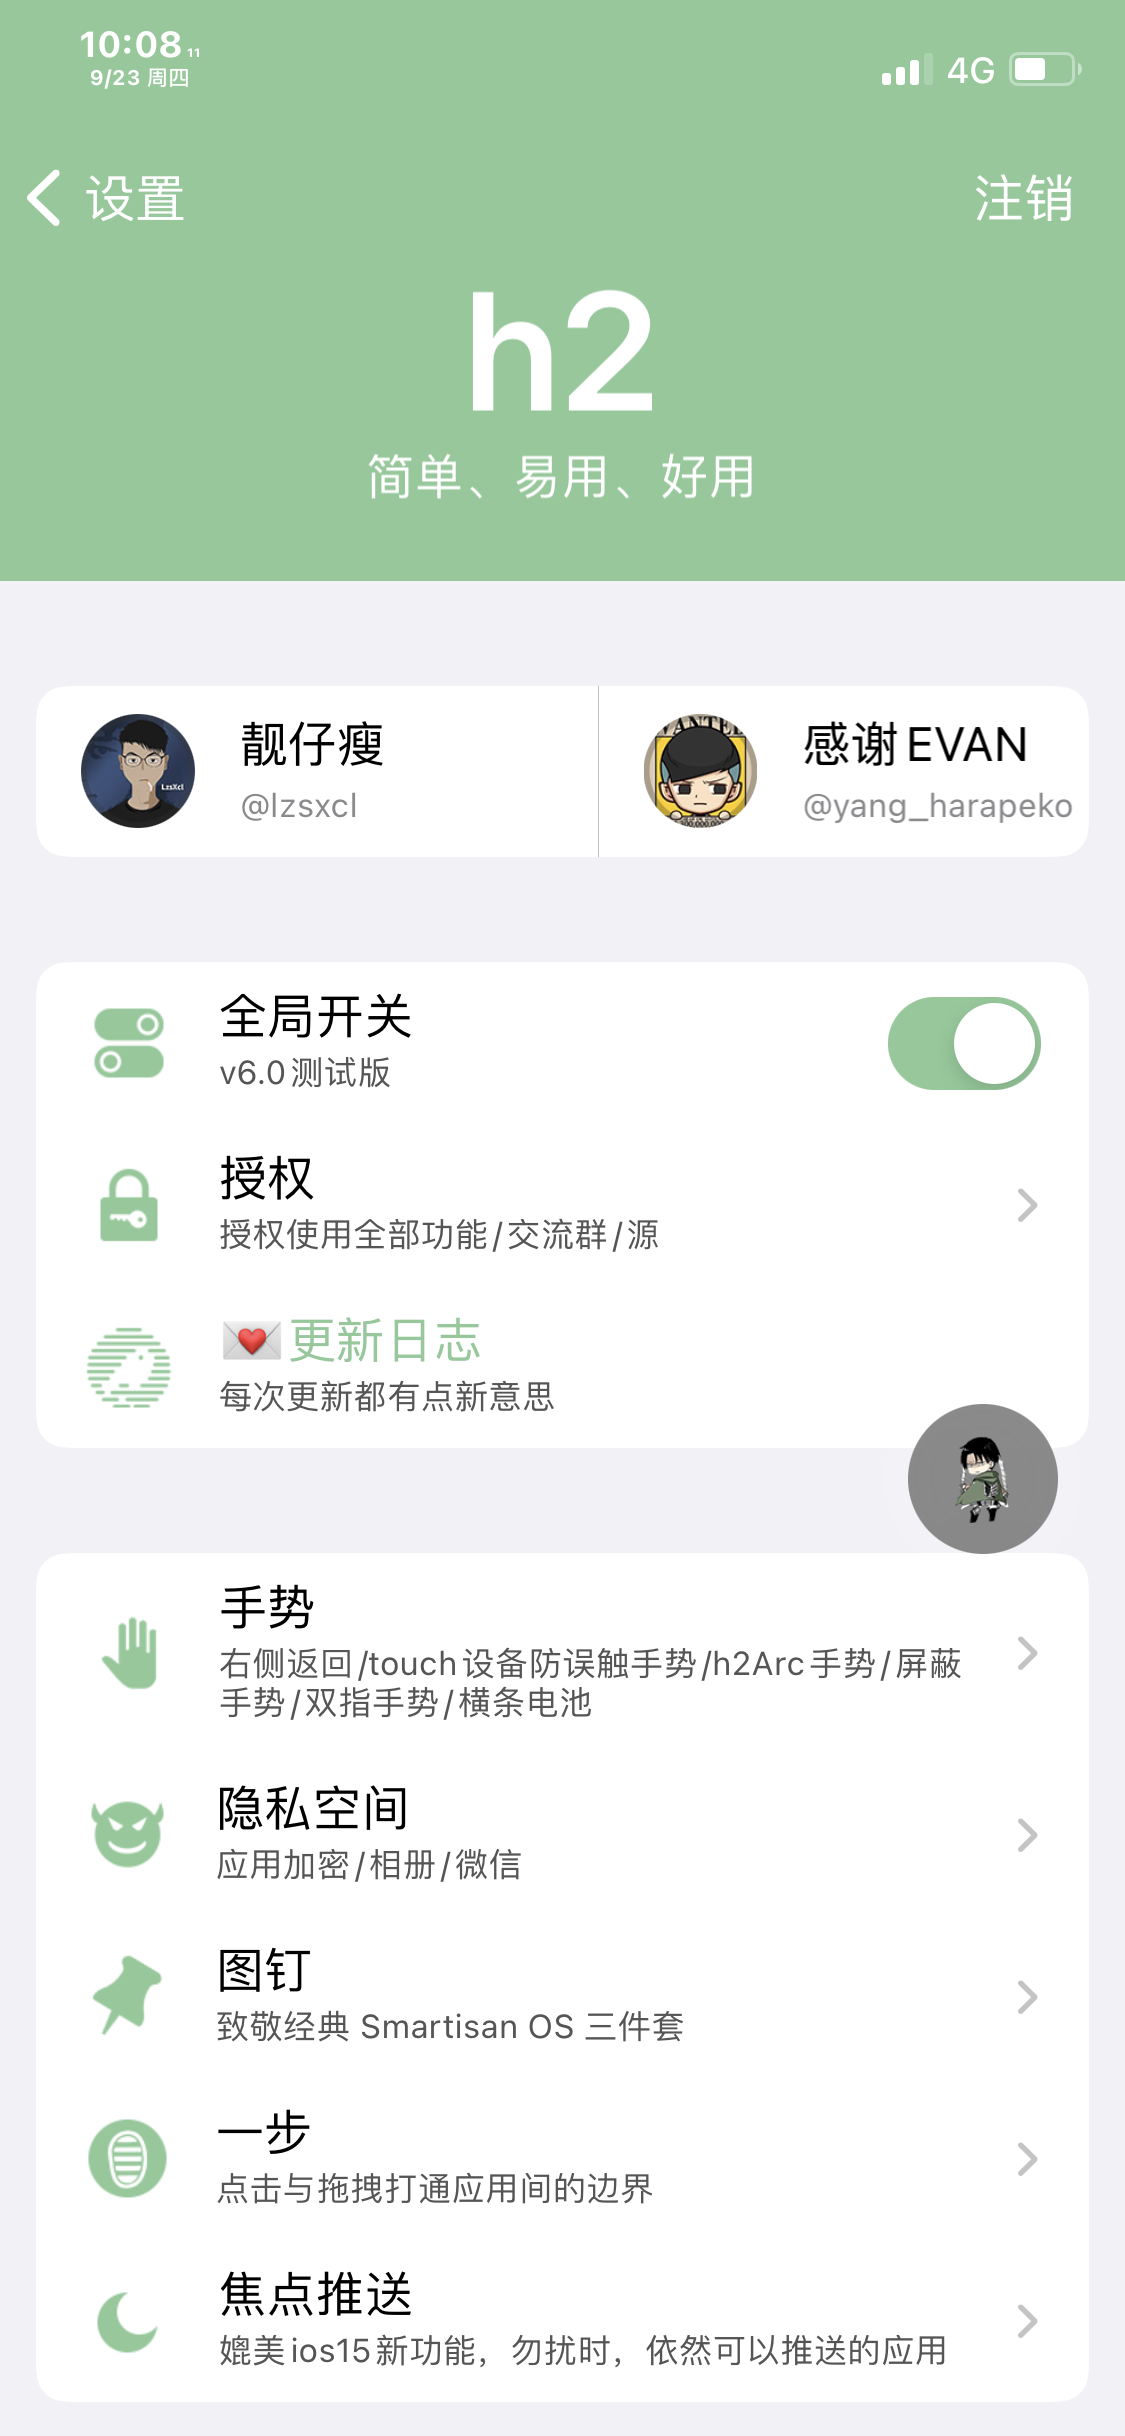 10:08 11
9/23 周四
4G
设置
注销
h2
简单、易用、好用
靓仔瘦
@lzsxcl
LzsXcl
感谢EVAN
@yang_harapeko
WANTED
全局开关
v6.0测试版
授权
授权使用全部功能/交流群/源
更新日志
每次更新都有点新意思
手势
右侧返回/touch设备防误触手势/h2Arc手势/屏蔽
手势/双指手势/横条电池
隐私空间
应用加密/相册/微信
图钉
致敬经典 Smartisan OS 三件套
一步
点击与拖拽打通应用间的边界
焦点推送
媲美ios15新功能，勿扰时，依然可以推送的应用